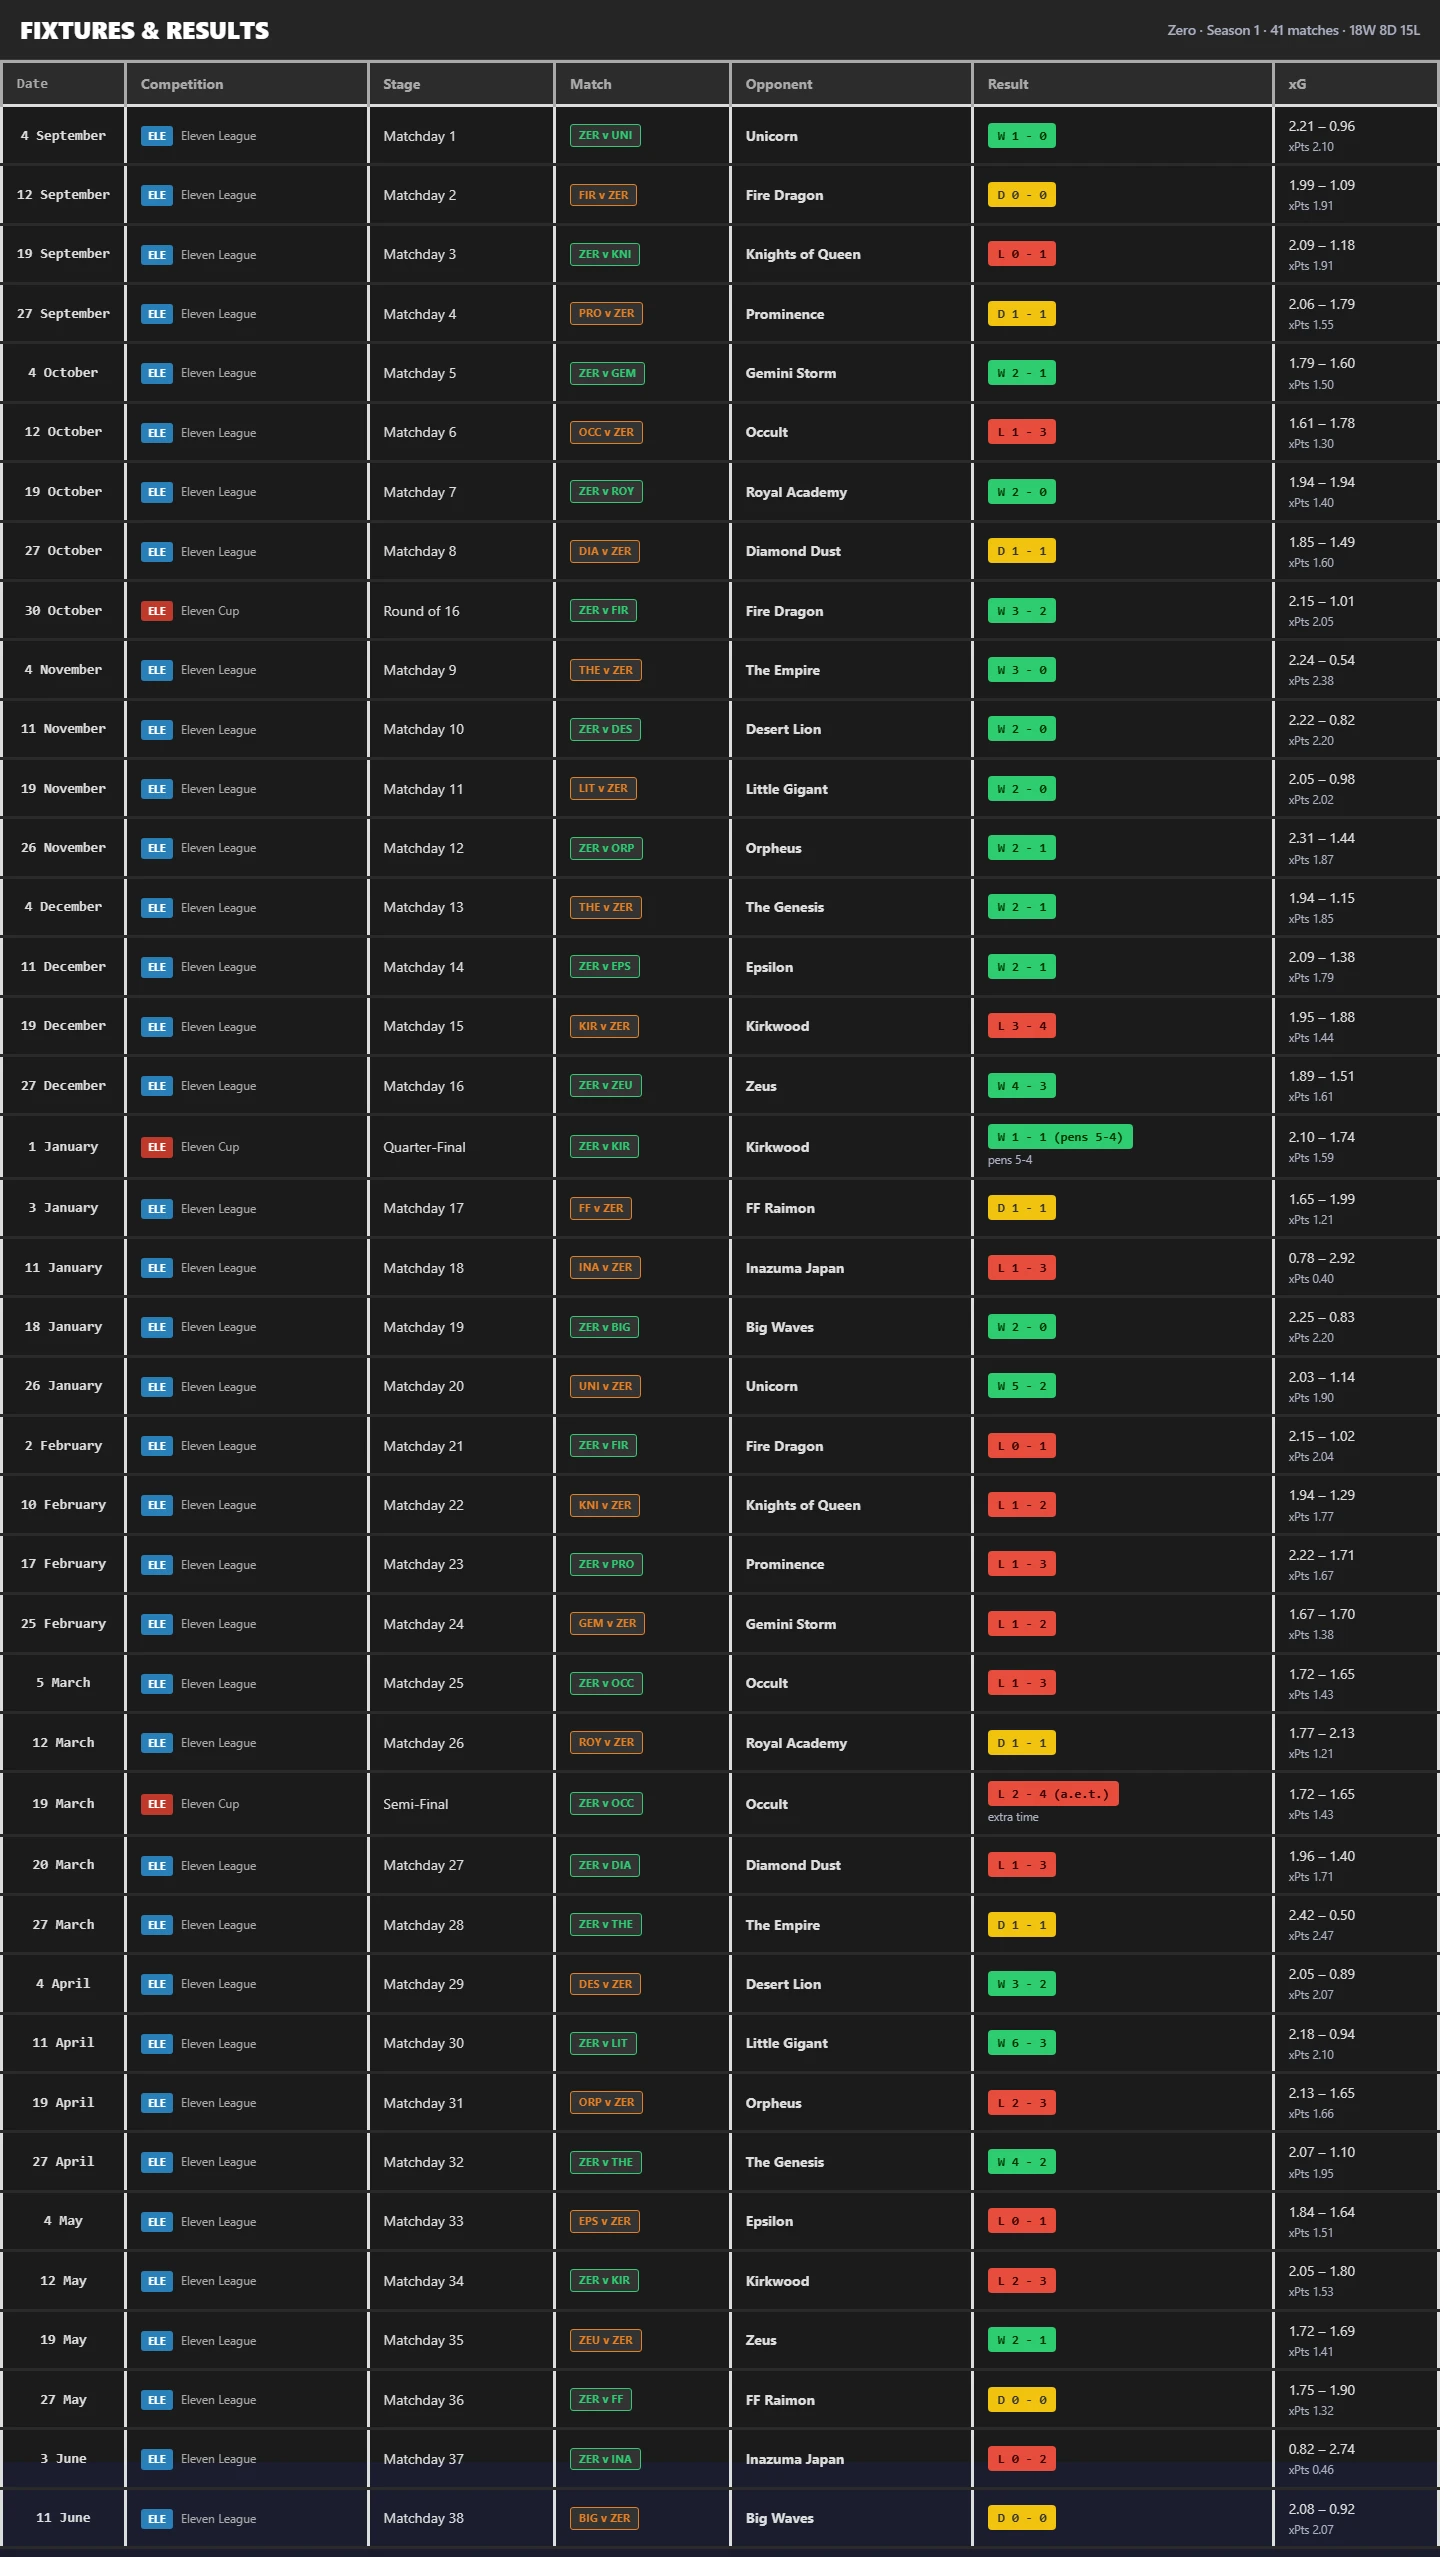 FIXTURES & RESULTS
Zero · Season 1 · 41 matches · 18W 8D 15L
Date Competition Stage Match Opponent Result xG
4 September ELE Eleven League Matchday 1 ZER v UNI Unicorn W 1 - 0 2.21 – 0.96
xPts 2.10
12 September ELE Eleven League Matchday 2 FIR v ZER Fire Dragon D 0 - 0 1.99 – 1.09
xPts 1.91
19 September ELE Eleven League Matchday 3 ZER v KNI Knights of Queen L 0 - 1 2.09 – 1.18
xPts 1.91
27 September ELE Eleven League Matchday 4 PRO v ZER Prominence D 1 - 1 2.06 – 1.79
xPts 1.55
4 October ELE Eleven League Matchday 5 ZER v GEM Gemini Storm W 2 - 1 1.79 – 1.60
xPts 1.50
12 October ELE Eleven League Matchday 6 OCC v ZER Occult L 1 - 3 1.61 – 1.78
xPts 1.30
19 October ELE Eleven League Matchday 7 ZER v ROY Royal Academy W 2 - 0 1.94 – 1.94
xPts 1.40
27 October ELE Eleven League Matchday 8 DIA v ZER Diamond Dust D 1 - 1 1.85 – 1.49
xPts 1.60
30 October ELE Eleven Cup Round of 16 ZER v FIR Fire Dragon W 3 - 2 2.15 – 1.01
xPts 2.05
4 November ELE Eleven League Matchday 9 THE v ZER The Empire W 3 - 0 2.24 – 0.54
xPts 2.38
11 November ELE Eleven League Matchday 10 ZER v DES Desert Lion W 2 - 0 2.22 – 0.82
xPts 2.20
19 November ELE Eleven League Matchday 11 LIT v ZER Little Gigant W 2 - 0 2.05 – 0.98
xPts 2.02
26 November ELE Eleven League Matchday 12 ZER v ORP Orpheus W 2 - 1 2.31 – 1.44
xPts 1.87
4 December ELE Eleven League Matchday 13 THE v ZER The Genesis W 2 - 1 1.94 – 1.15
xPts 1.85
11 December ELE Eleven League Matchday 14 ZER v EPS Epsilon W 2 - 1 2.09 – 1.38
xPts 1.79
19 December ELE Eleven League Matchday 15 KIR v ZER Kirkwood L 3 - 4 1.95 – 1.88
xPts 1.44
27 December ELE Eleven League Matchday 16 ZER v ZEU Zeus W 4 - 3 1.89 – 1.51
xPts 1.61
1 January ELE Eleven Cup Quarter-Final ZER v KIR Kirkwood W 1 - 1 (pens 5-4) 2.10 – 1.74
pens 5-4 xPts 1.59
3 January ELE Eleven League Matchday 17 FF v ZER FF Raimon D 1 - 1 1.65 – 1.99
xPts 1.21
11 January ELE Eleven League Matchday 18 INA v ZER Inazuma Japan L 1 - 3 0.78 – 2.92
xPts 0.40
18 January ELE Eleven League Matchday 19 ZER v BIG Big Waves W 2 - 0 2.25 – 0.83
xPts 2.20
26 January ELE Eleven League Matchday 20 UNI v ZER Unicorn W 5 - 2 2.03 – 1.14
xPts 1.90
2 February ELE Eleven League Matchday 21 ZER v FIR Fire Dragon L 0 - 1 2.15 – 1.02
xPts 2.04
10 February ELE Eleven League Matchday 22 KNI v ZER Knights of Queen L 1 - 2 1.94 – 1.29
xPts 1.77
17 February ELE Eleven League Matchday 23 ZER v PRO Prominence L 1 - 3 2.22 – 1.71
xPts 1.67
25 February ELE Eleven League Matchday 24 GEM v ZER Gemini Storm L 1 - 2 1.67 – 1.70
xPts 1.38
5 March ELE Eleven League Matchday 25 ZER v OCC Occult L 1 - 3 1.72 – 1.65
xPts 1.43
12 March ELE Eleven League Matchday 26 ROY v ZER Royal Academy D 1 - 1 1.77 – 2.13
xPts 1.21
19 March ELE Eleven Cup Semi-Final ZER v OCC Occult L 2 - 4 (a.e.t.) 1.72 – 1.65
extra time xPts 1.43
20 March ELE Eleven League Matchday 27 ZER v DIA Diamond Dust L 1 - 3 1.96 – 1.40
xPts 1.71
27 March ELE Eleven League Matchday 28 ZER v THE The Empire D 1 - 1 2.42 – 0.50
xPts 2.47
4 April ELE Eleven League Matchday 29 DES v ZER Desert Lion W 3 - 2 2.05 – 0.89
xPts 2.07
11 April ELE Eleven League Matchday 30 ZER v LIT Little Gigant W 6 - 3 2.18 – 0.94
xPts 2.10
19 April ELE Eleven League Matchday 31 ORP v ZER Orpheus L 2 - 3 2.13 – 1.65
xPts 1.66
27 April ELE Eleven League Matchday 32 ZER v THE The Genesis W 4 - 2 2.07 – 1.10
xPts 1.95
4 May ELE Eleven League Matchday 33 EPS v ZER Epsilon L 0 - 1 1.84 – 1.64
xPts 1.51
12 May ELE Eleven League Matchday 34 ZER v KIR Kirkwood L 2 - 3 2.05 – 1.80
xPts 1.53
19 May ELE Eleven League Matchday 35 ZEU v ZER Zeus W 2 - 1 1.72 – 1.69
xPts 1.41
27 May ELE Eleven League Matchday 36 ZER v FF FF Raimon D 0 - 0 1.75 – 1.90
xPts 1.32
3 June ELE Eleven League Matchday 37 ZER v INA Inazuma Japan L 0 - 2 0.82 – 2.74
xPts 0.46
11 June ELE Eleven League Matchday 38 BIG v ZER Big Waves D 0 - 0 2.08 – 0.92
xPts 2.07